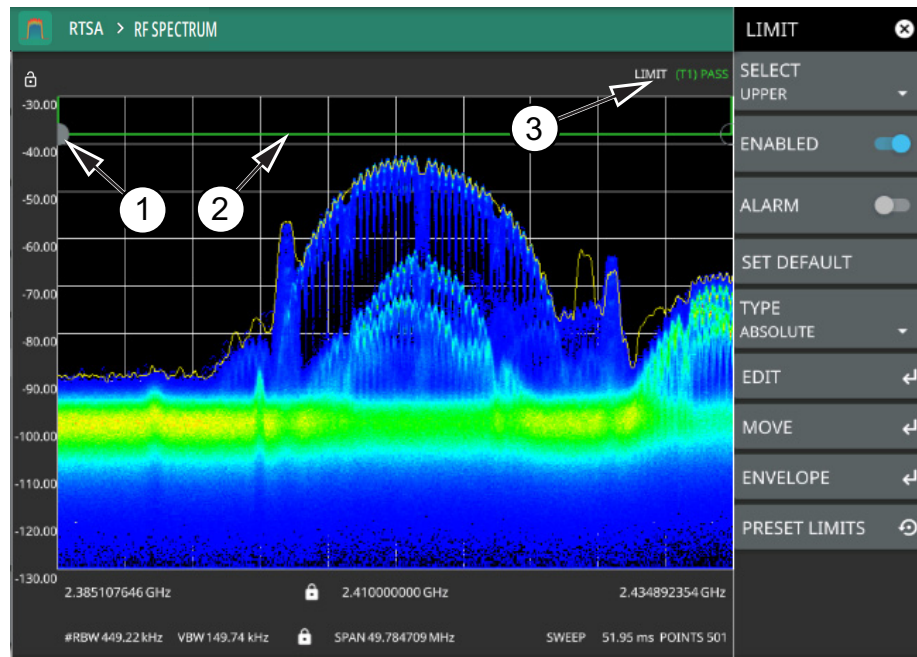 RTSA > RF SPECTRUM
LIMIT (T1) PASS
-30.00
-40.00
-50.00
-60.00
-70.00
-80.00
-90.00
-100.00
-110.00
-120.00
-130.00
1
2
3
2.385107646 GHz
2.410000000 GHz
2.434892354 GHz
#RBW 449.22 kHz VBW 149.74 kHz SPAN 49.784709 MHz SWEEP 51.95 ms POINTS 501
LIMIT
SELECT
UPPER
ENABLED
ALARM
SET DEFAULT
TYPE
ABSOLUTE
EDIT
MOVE
ENVELOPE
PRESET LIMITS